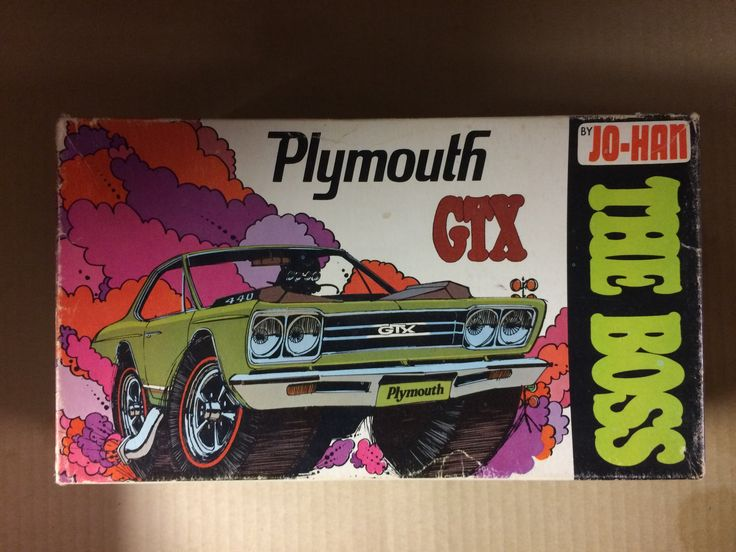 Plymouth
GTX
BY JO-HAN
THE BOSS
440
GTX
Plymouth